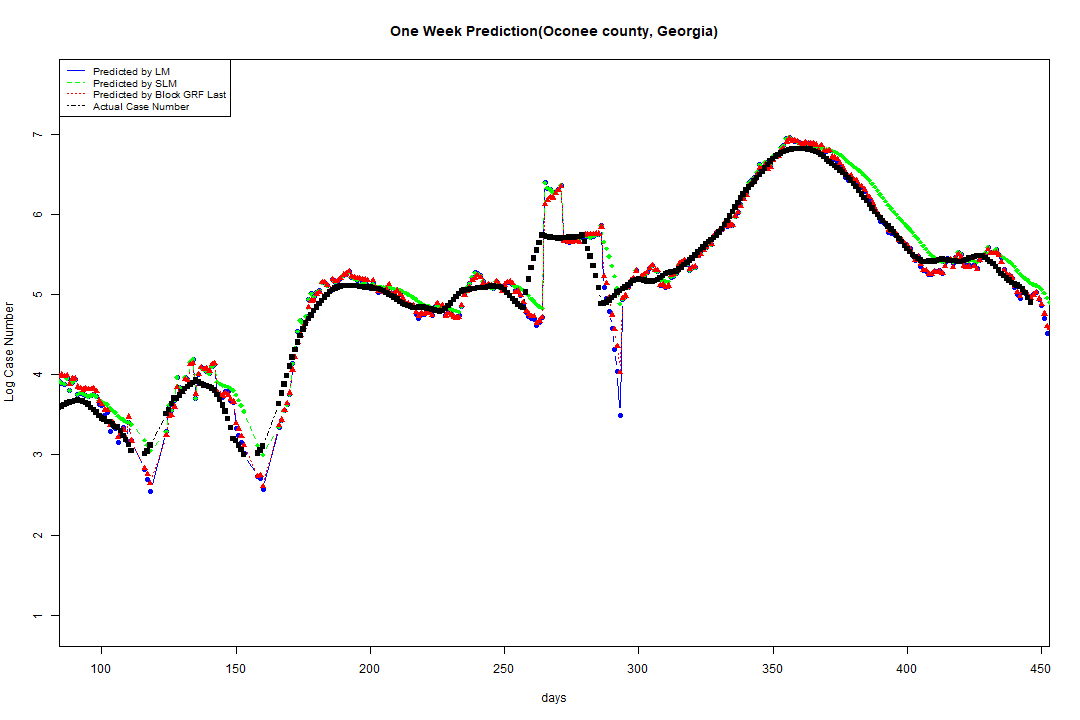 One Week Prediction(Oconee county, Georgia)
Predicted by LM
Predicted by SLM
Predicted by Block GRF Last
Actual Case Number
7
6
5
4
3
2
1
Log Case Number
100 150 200 250 300 350 400 450
days